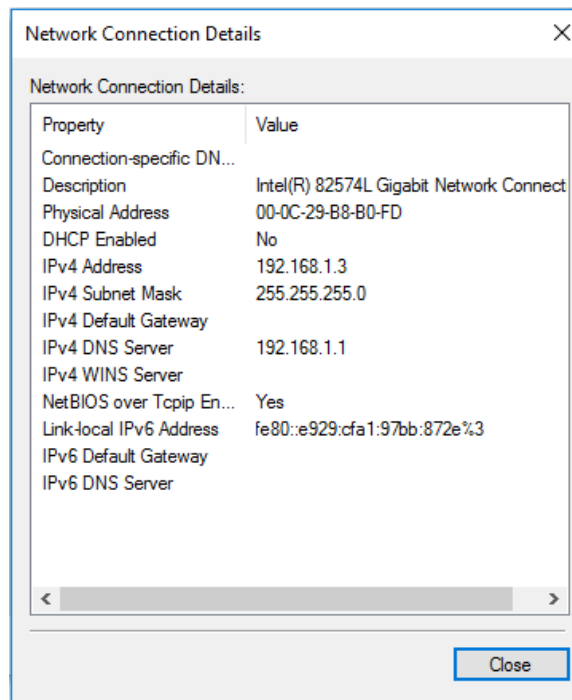 Network Connection Details
Network Connection Details:
Property Value
Connection-specific DN...
Description Intel(R) 82574L Gigabit Network Connect
Physical Address 00-0C-29-B8-B0-FD
DHCP Enabled No
IPv4 Address 192.168.1.3
IPv4 Subnet Mask 255.255.255.0
IPv4 Default Gateway
IPv4 DNS Server 192.168.1.1
IPv4 WINS Server
NetBIOS over Tcpip En... Yes
Link-local IPv6 Address fe80::e929:cfa1:97bb:872e%3
IPv6 Default Gateway
IPv6 DNS Server
Close